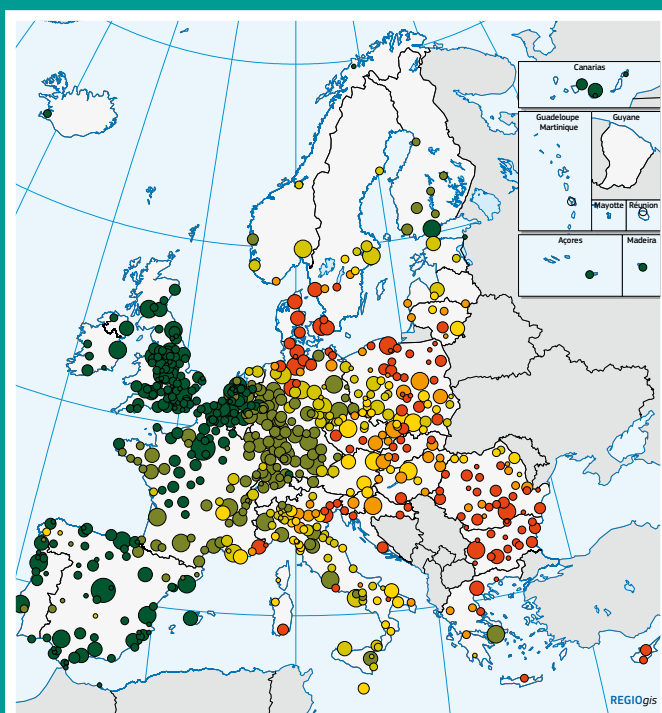 Canarias
Guadeloupe
Martinique
Guyane
Mayotte
Réunion
Açores
Madeira
REGIOgis